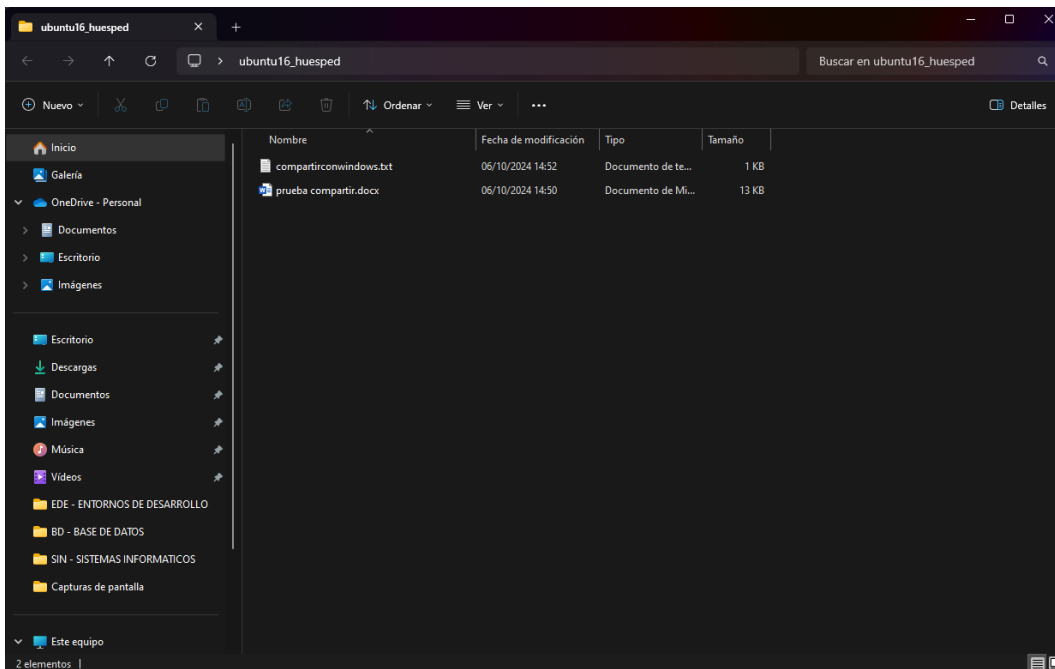 ubuntu16_huesped
ubuntu16_huesped
Buscar en ubuntu16_huesped
Nuevo
Ordenar
Ver
Detalles
Inicio
Galería
OneDrive - Personal
Documentos
Escritorio
Imágenes
Escritorio
Descargas
Documentos
Imágenes
Música
Vídeos
EDE - ENTORNOS DE DESARROLLO
BD - BASE DE DATOS
SIN - SISTEMAS INFORMATICOS
Capturas de pantalla
Este equipo
Nombre Fecha de modificación Tipo Tamaño
compartirconwindows.txt 06/10/2024 14:52 Documento de te... 1 KB
prueba compartir.docx 06/10/2024 14:50 Documento de Mi... 13 KB
2 elementos